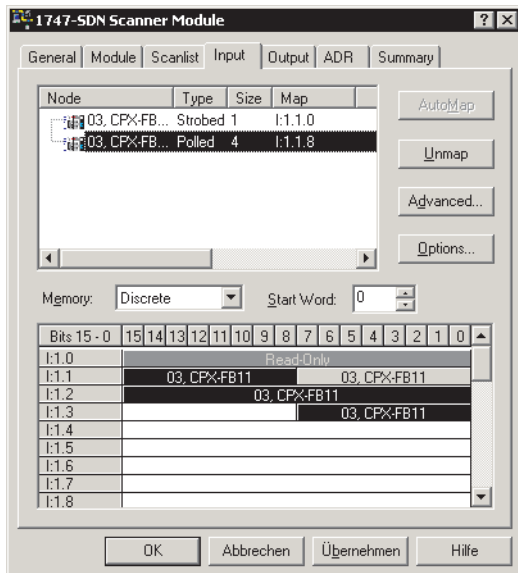 1747-SDN Scanner Module
General Module Scanlist Input Output ADR Summary
Node Type Size Map
03, CPX-FB... Strobed 1 I:1.1.0
03, CPX-FB... Polled 4 I:1.1.8
AutoMap
Unmap
Advanced...
Options...
Memory: Discrete Start Word: 0
Bits 15 - 0 15 14 13 12 11 10 9 8 7 6 5 4 3 2 1 0
I:1.0 Read-Only
I:1.1 03, CPX-FB11 03, CPX-FB11
I:1.2 03, CPX-FB11
I:1.3 03, CPX-FB11
I:1.4
I:1.5
I:1.6
I:1.7
I:1.8
OK Abbrechen Übernehmen Hilfe